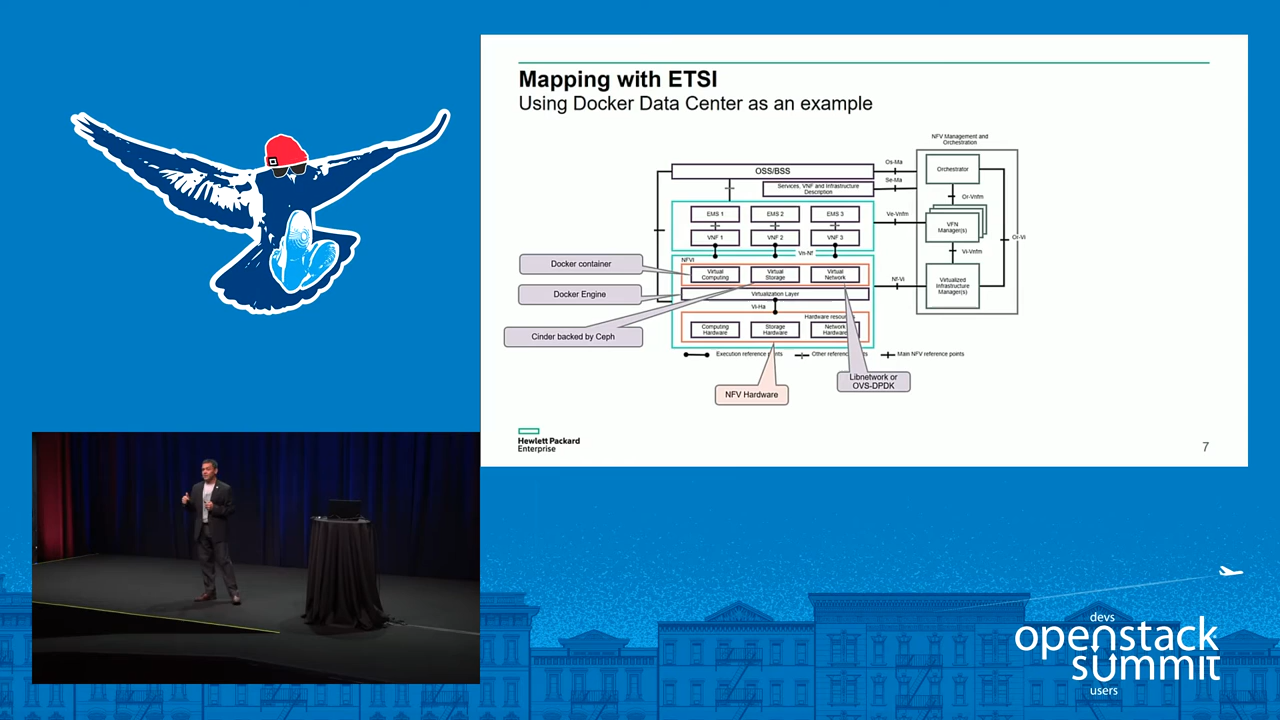 Mapping with ETSI
Using Docker Data Center as an example
NFV Management and
Orchestration
OSS/BSS
Os-Ma
Orchestrator
Services, VNF and Infrastructure
Description
Se-Ma
Or-Vnfm
EMS 1
EMS 2
EMS 3
Ve-Vnfm
VFN
Manager(s)
VNF 1
VNF 2
VNF 3
Or-Vi
Vn-Nf
Vi-Vnfm
NFVI
Docker container
Virtual
Computing
Virtual
Storage
Virtual
Network
Nf-Vi
Virtualized
Infrastructure
Manager(s)
Docker Engine
Virtualization Layer
Vi-Ha
Hardware
Cinder backed by Ceph
Computing
Hardware
Storage
Hardware
Execution reference
Other
Main NFV reference points
NFV Hardware
Libnetwork or
OVS-DPDK
Hewlett Packard
Enterprise
7
devs
openstack
summit
users